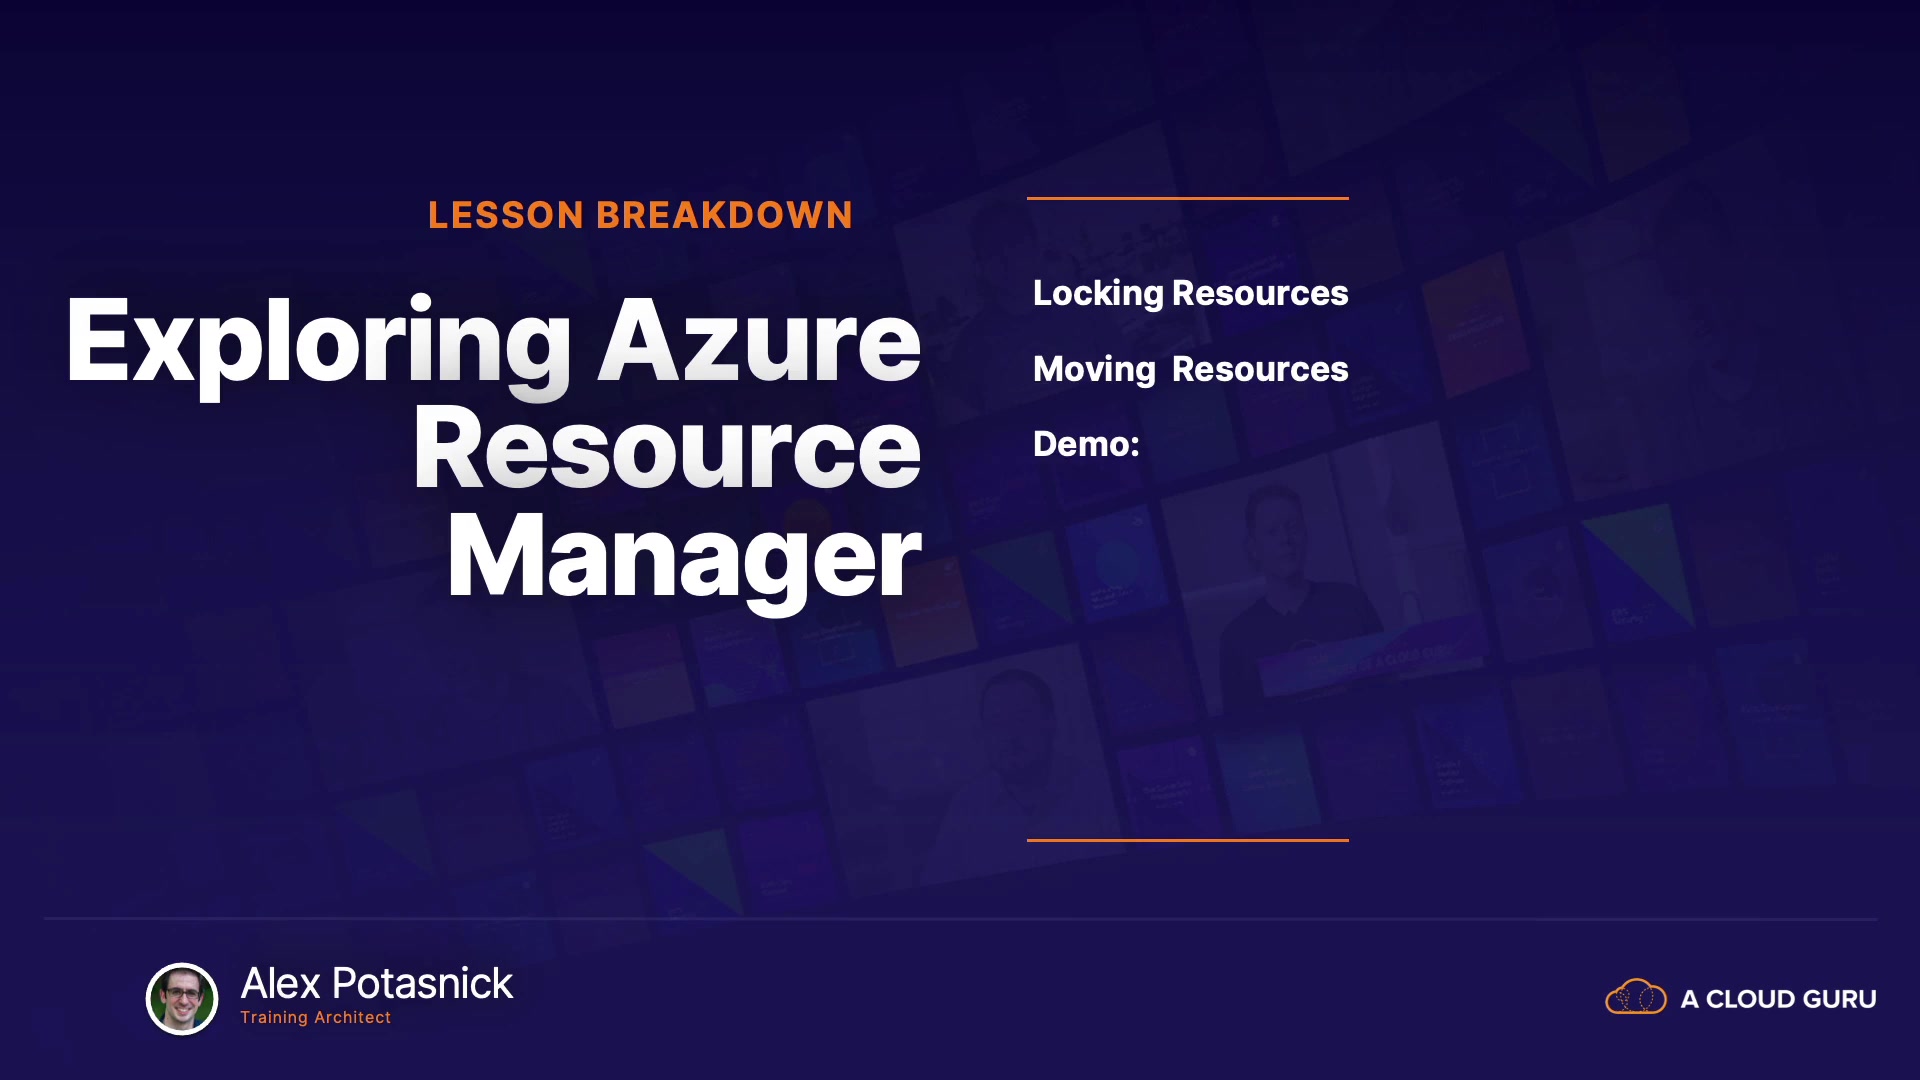 LESSON BREAKDOWN
Exploring Azure
Resource
Manager
Locking Resources
Moving Resources
Demo:
Alex Potasnick
Training Architect
A CLOUD GURU